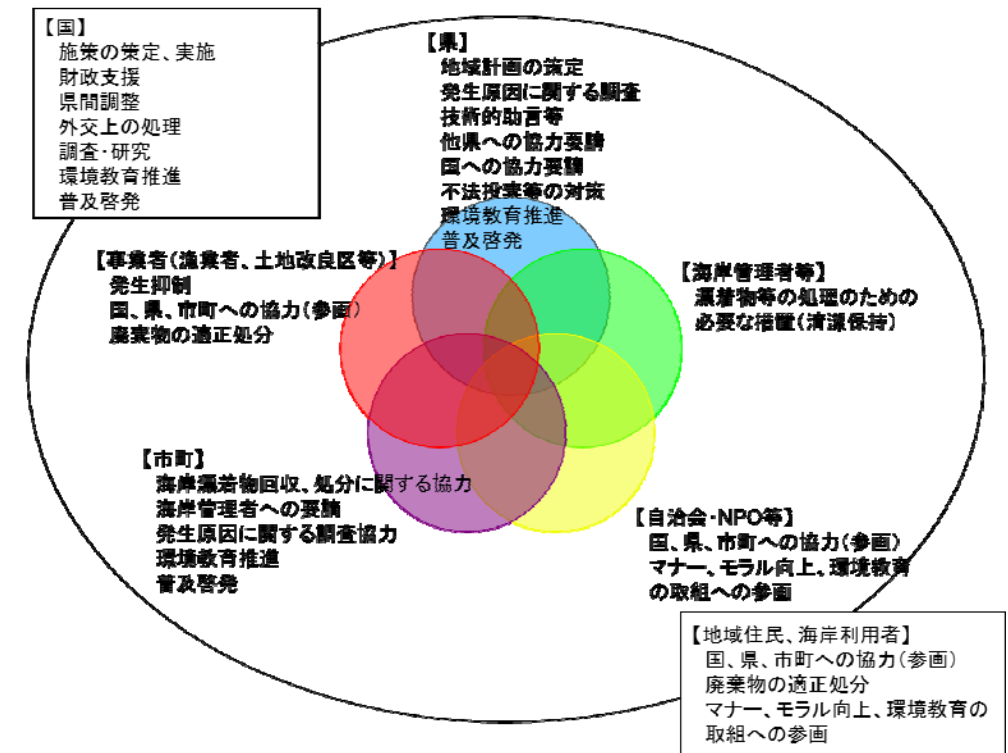 【国】
施策の策定、実施
財政支援
県間調整
外交上の処理
調査・研究
環境教育推進
普及啓発
【県】
地域計画の策定
発生原因に関する調査
技術的助言等
他県への協力要請
国への協力要請
不法投棄等の対策
環境教育推進
普及啓発
【事業者(漁業者、土地改良区等)】
発生抑制
国、県、市町への協力(参画)
廃棄物の適正処分
【海岸管理者等】
漂着物等の処理のための
必要な措置(清潔保持)
【市町】
海岸漂着物回収、処分に関する協力
海岸管理者への要請
発生原因に関する調査協力
環境教育推進
普及啓発
【自治会・NPO等】
国、県、市町への協力(参画)
マナー、モラル向上、環境教育
の取組への参画
【地域住民、海岸利用者】
国、県、市町への協力(参画)
廃棄物の適正処分
マナー、モラル向上、環境教育の
取組への参画